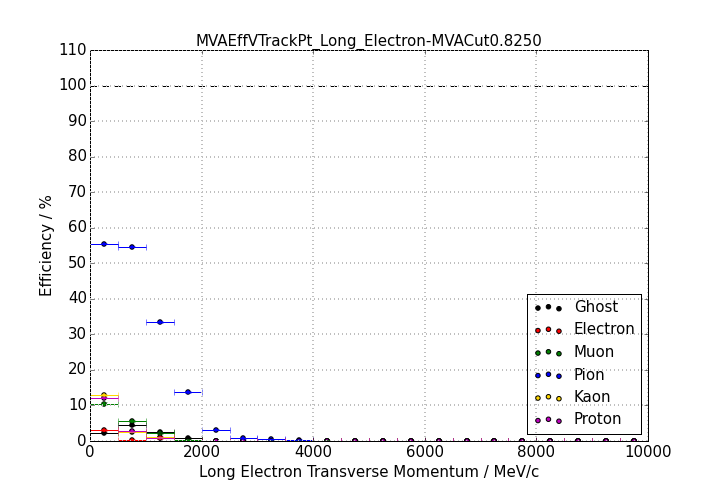 MVAEffVTrackPt_Long_Electron-MVACut0.8250
110
100
90
80
70
60
50
40
30
20
10
0
Efficiency / %
Ghost
Electron
Muon
Pion
Kaon
Proton
0 2000 4000 6000 8000 10000
Long Electron Transverse Momentum / MeV/c